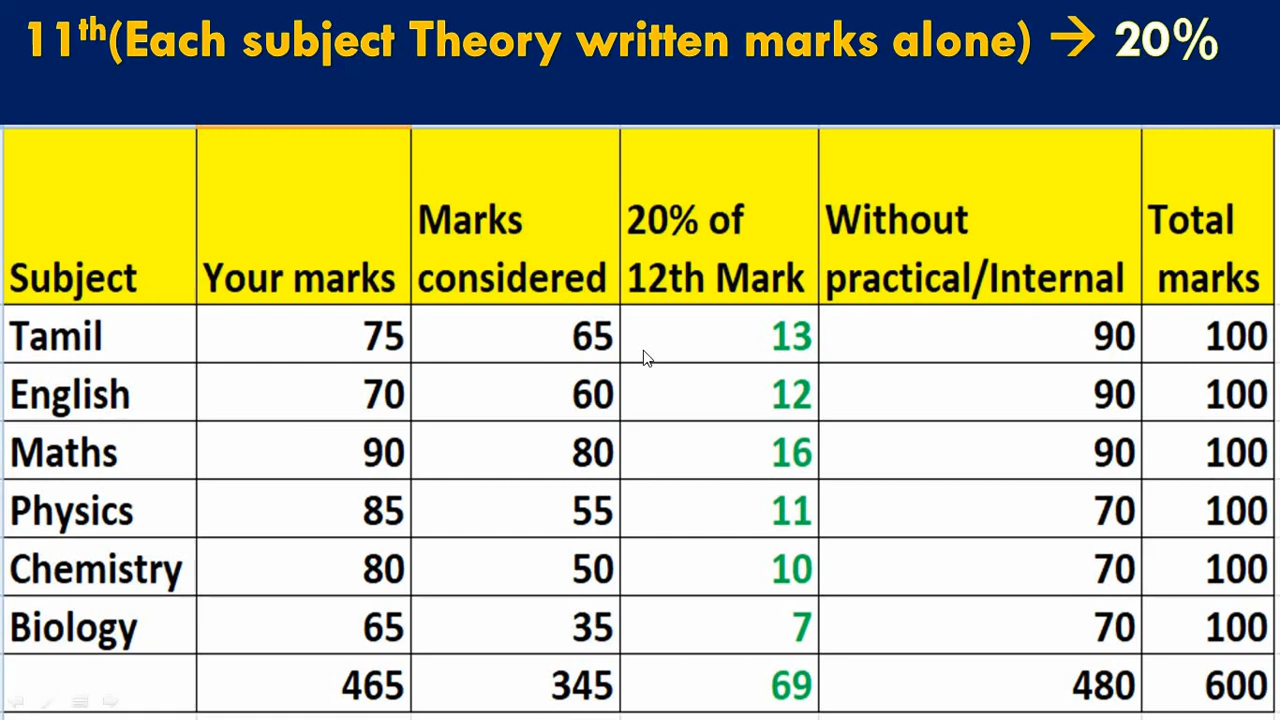 11th(Each subject Theory written marks alone) → 20%
Subject Your marks Marks considered 20% of 12th Mark Without practical/Internal Total marks
Tamil 75 65 13 90 100
English 70 60 12 90 100
Maths 90 80 16 90 100
Physics 85 55 11 70 100
Chemistry 80 50 10 70 100
Biology 65 35 7 70 100
465 345 69 480 600